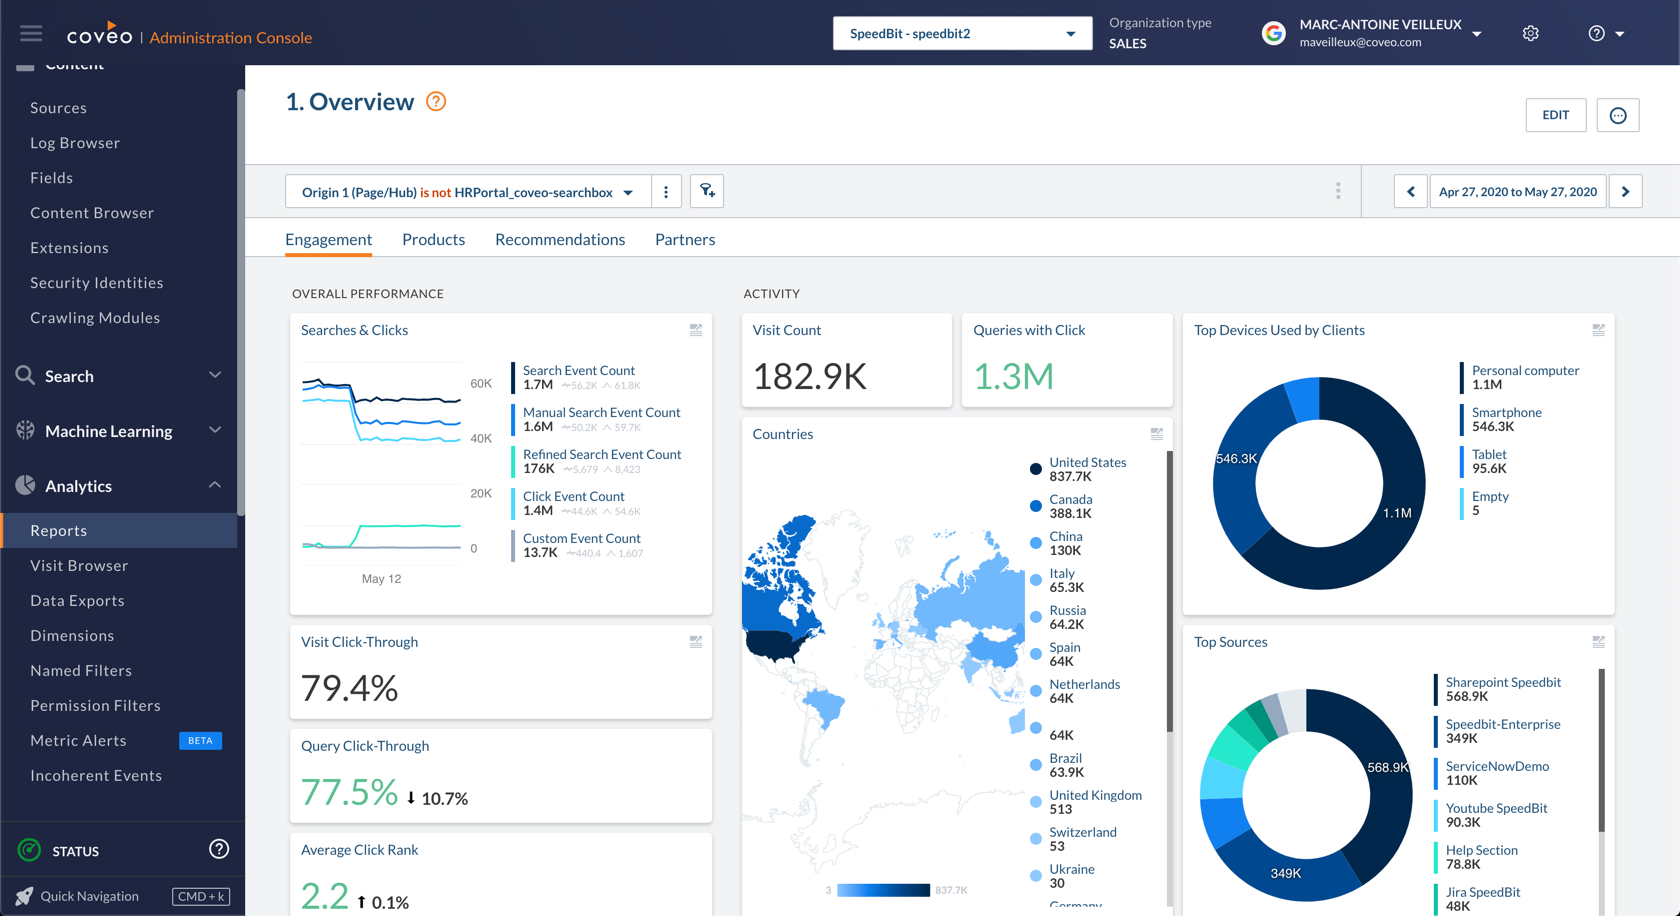 coveo | Administration Console
SpeedBit - speedbit2
Organization type
SALES
MARC-ANTOINE VEILLEUX
maveilleux@coveo.com
Content
Sources
Log Browser
Fields
Content Browser
Extensions
Security Identities
Crawling Modules
Search
Machine Learning
Analytics
Reports
Visit Browser
Data Exports
Dimensions
Named Filters
Permission Filters
Metric Alerts BETA
Incoherent Events
STATUS
Quick Navigation CMD + k
1. Overview
EDIT
Origin 1 (Page/Hub) is not HRPortal_coveo-searchbox
Apr 27, 2020 to May 27, 2020
Engagement Products Recommendations Partners
OVERALL PERFORMANCE
Searches & Clicks
60K
40K
20K
0
May 12
Search Event Count
1.7M 56.2K 61.8K
Manual Search Event Count
1.6M 50.2K 59.7K
Refined Search Event Count
176K 5,679 8,423
Click Event Count
1.4M 44.6K 54.6K
Custom Event Count
13.7K 440.4 1,607
Visit Click-Through
79.4%
Query Click-Through
77.5% 10.7%
Average Click Rank
2.2 0.1%
ACTIVITY
Visit Count
182.9K
Queries with Click
1.3M
Countries
United States
837.7K
Canada
388.1K
China
130K
Italy
65.3K
Russia
64.2K
Spain
64K
Netherlands
64K
64K
Brazil
63.9K
United Kingdom
513
Switzerland
53
Ukraine
30
Germany
3 837.7K
Top Devices Used by Clients
546.3K
1.1M
Personal computer
1.1M
Smartphone
546.3K
Tablet
95.6K
Empty
5
Top Sources
568.9K
349K
Sharepoint Speedbit
568.9K
Speedbit-Enterprise
349K
ServiceNowDemo
110K
Youtube SpeedBit
90.3K
Help Section
78.8K
Jira SpeedBit
48K